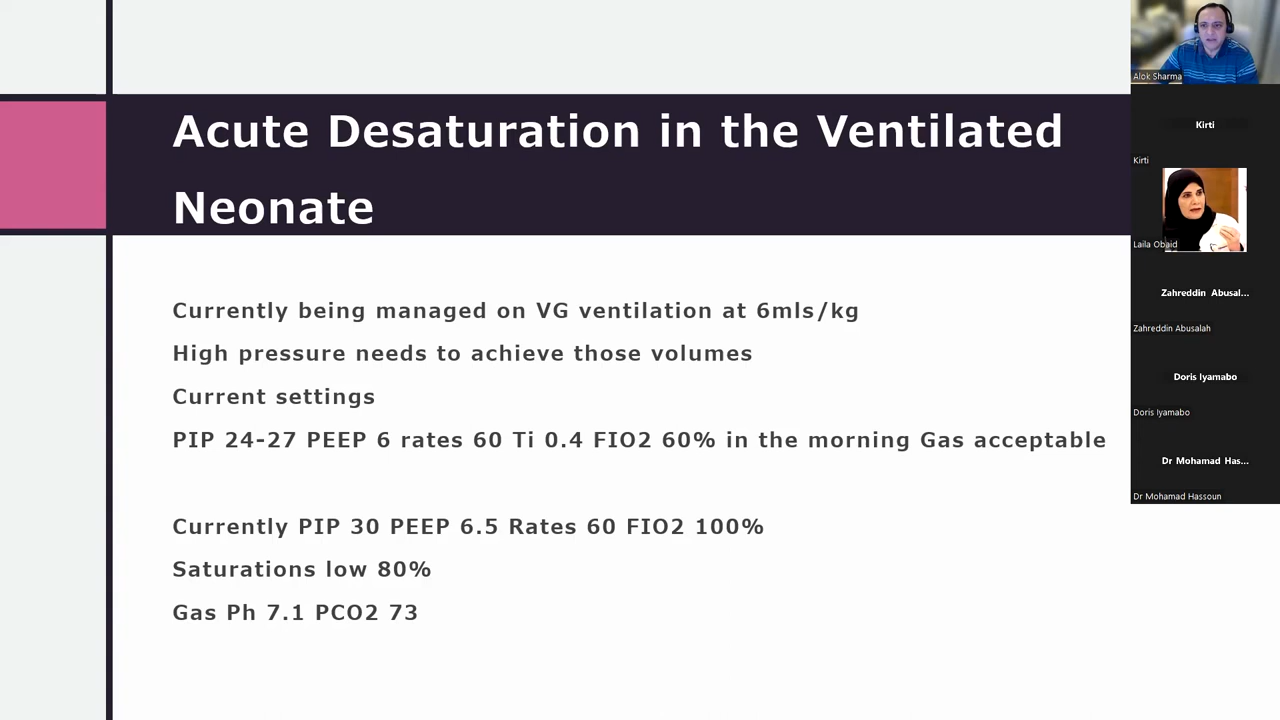 Acute Desaturation in the Ventilated
Neonate
Currently being managed on VG ventilation at 6mls/kg
High pressure needs to achieve those volumes
Current settings
PIP 24-27 PEEP 6 rates 60 Ti 0.4 FIO2 60% in the morning Gas acceptable
Currently PIP 30 PEEP 6.5 Rates 60 FIO2 100%
Saturations low 80%
Gas Ph 7.1 PCO2 73
Alok Sharma
Kirti
Kirti
Laila Obaid
Zahreddin Abusal...
Zahreddin Abusalah
Doris Iyamabo
Doris Iyamabo
Dr Mohamad Has...
Dr Mohamad Hassoun